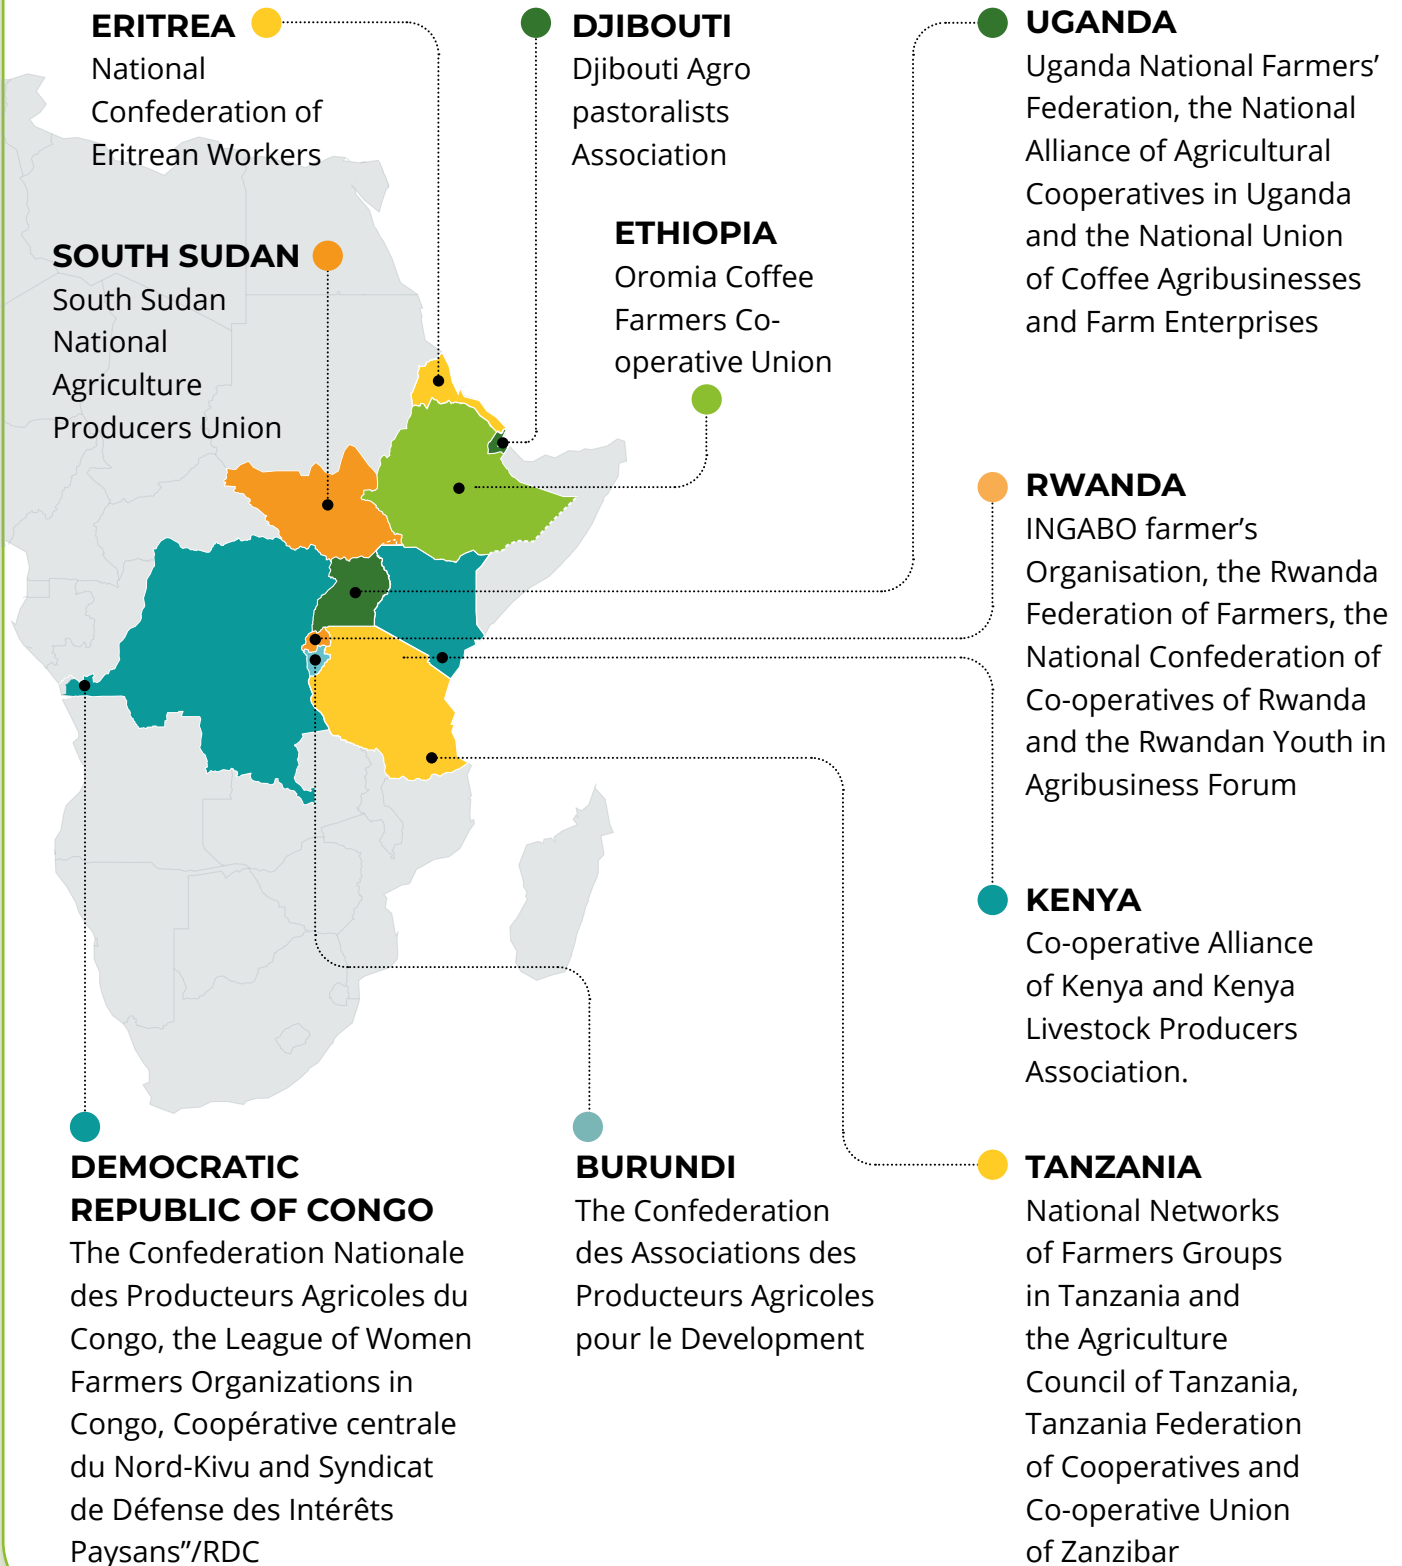 ERITREA
National
Confederation of
Eritrean Workers
DJIBOUTI
Djibouti Agro
pastoralists
Association
UGANDA
Uganda National Farmers’
Federation, the National
Alliance of Agricultural
Cooperatives in Uganda
and the National Union
of Coffee Agribusinesses
and Farm Enterprises
SOUTH SUDAN
South Sudan
National
Agriculture
Producers Union
ETHIOPIA
Oromia Coffee
Farmers Co-
operative Union
RWANDA
INGABO farmer’s
Organisation, the Rwanda
Federation of Farmers, the
National Confederation of
Co-operatives of Rwanda
and the Rwandan Youth in
Agribusiness Forum
KENYA
Co-operative Alliance
of Kenya and Kenya
Livestock Producers
Association.
DEMOCRATIC
REPUBLIC OF CONGO
The Confederation Nationale
des Producteurs Agricoles du
Congo, the League of Women
Farmers Organizations in
Congo, Coopérative centrale
du Nord-Kivu and Syndicat
de Défense des Intérêts
Paysans”/RDC
BURUNDI
The Confederation
des Associations des
Producteurs Agricoles
pour le Development
TANZANIA
National Networks
of Farmers Groups
in Tanzania and
the Agriculture
Council of Tanzania,
Tanzania Federation
of Cooperatives and
Co-operative Union
of Zanzibar